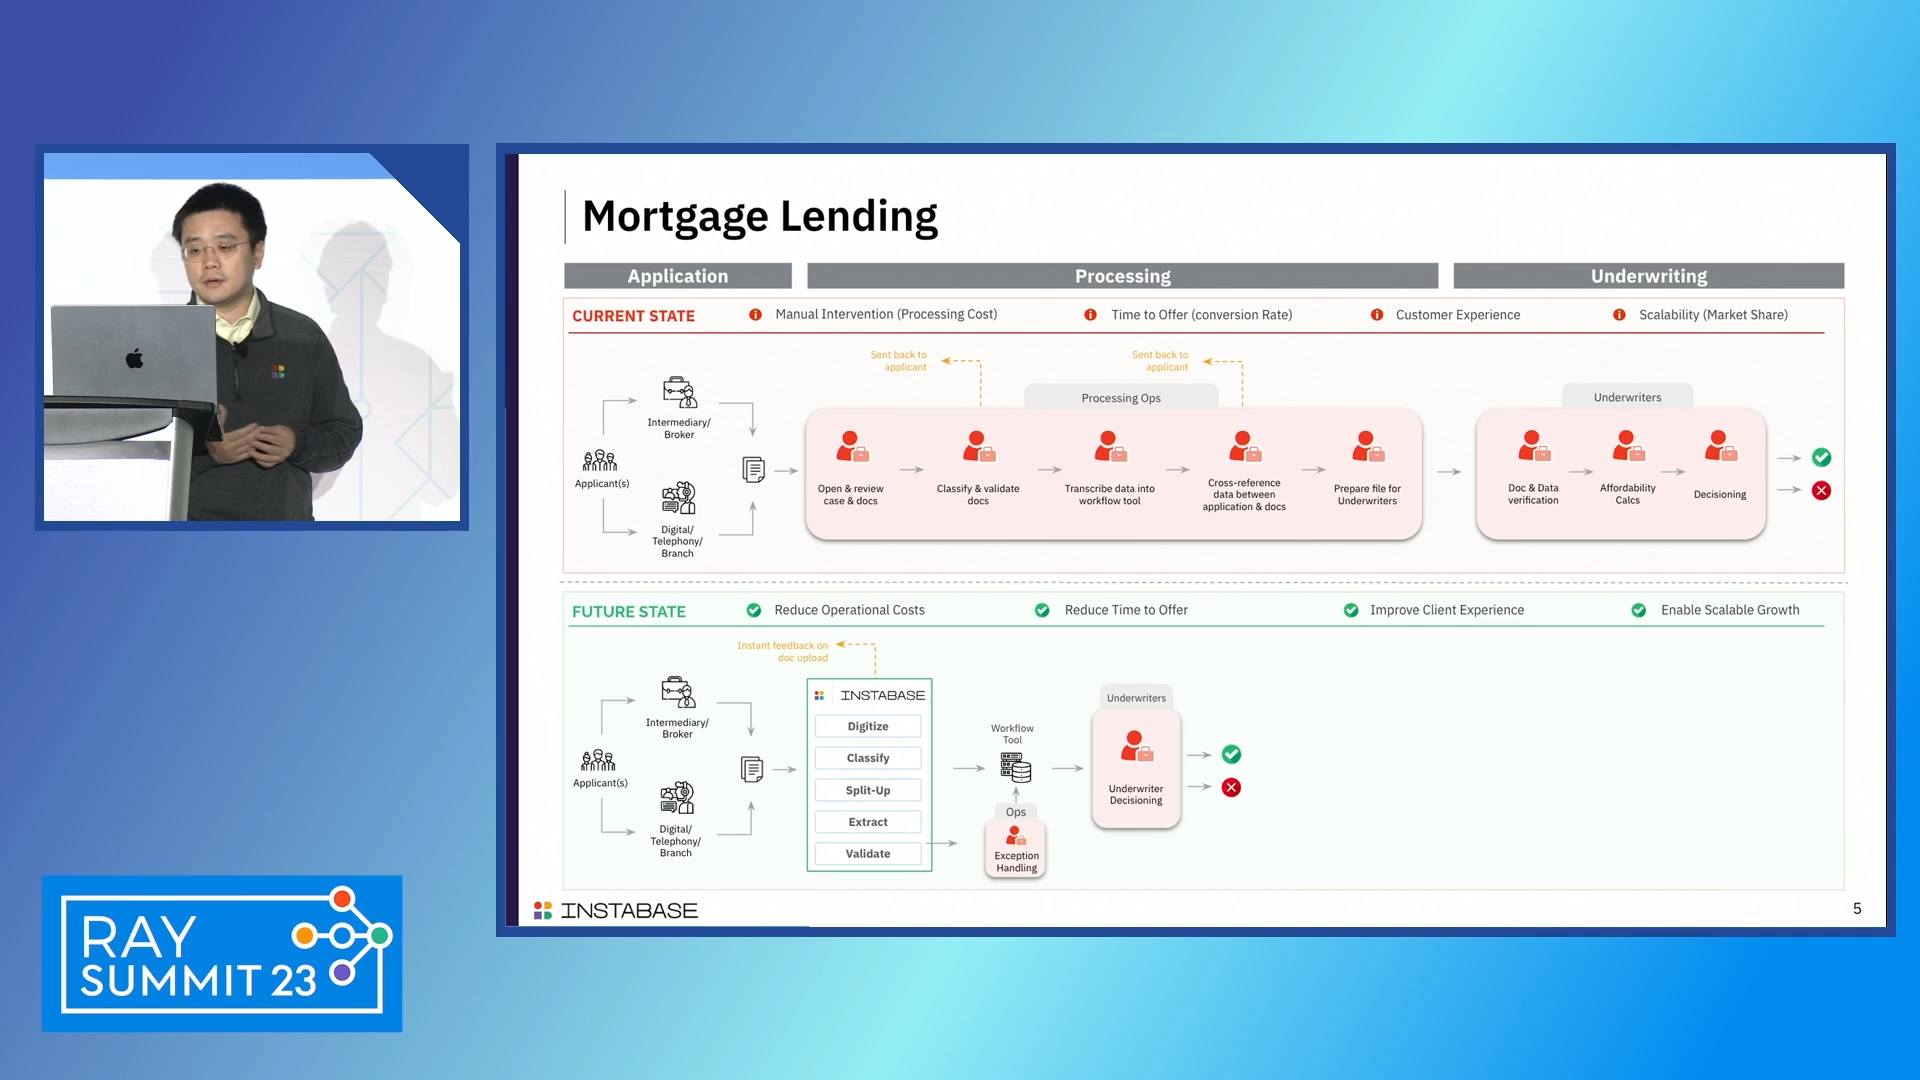 Mortgage Lending
Application
Processing
Underwriting
CURRENT STATE
Manual Intervention (Processing Cost)
Time to Offer (conversion Rate)
Customer Experience
Scalability (Market Share)
Sent back to
applicant
Sent back to
applicant
Processing Ops
Underwriters
Applicant(s)
Intermediary/
Broker
Digital/
Telephony/
Branch
Open & review
case & docs
Classify & validate
docs
Transcribe data into
workflow tool
Cross-reference
data between
application & docs
Prepare file for
Underwriters
Doc & Data
verification
Affordability
Calcs
Decisioning
FUTURE STATE
Reduce Operational Costs
Reduce Time to Offer
Improve Client Experience
Enable Scalable Growth
Instant feedback on
doc upload
Applicant(s)
Intermediary/
Broker
Digital/
Telephony/
Branch
INSTABASE
Digitize
Classify
Split-Up
Extract
Validate
Workflow
Tool
Ops
Exception
Handling
Underwriters
Underwriter
Decisioning
INSTABASE
5
RAY
SUMMIT 23